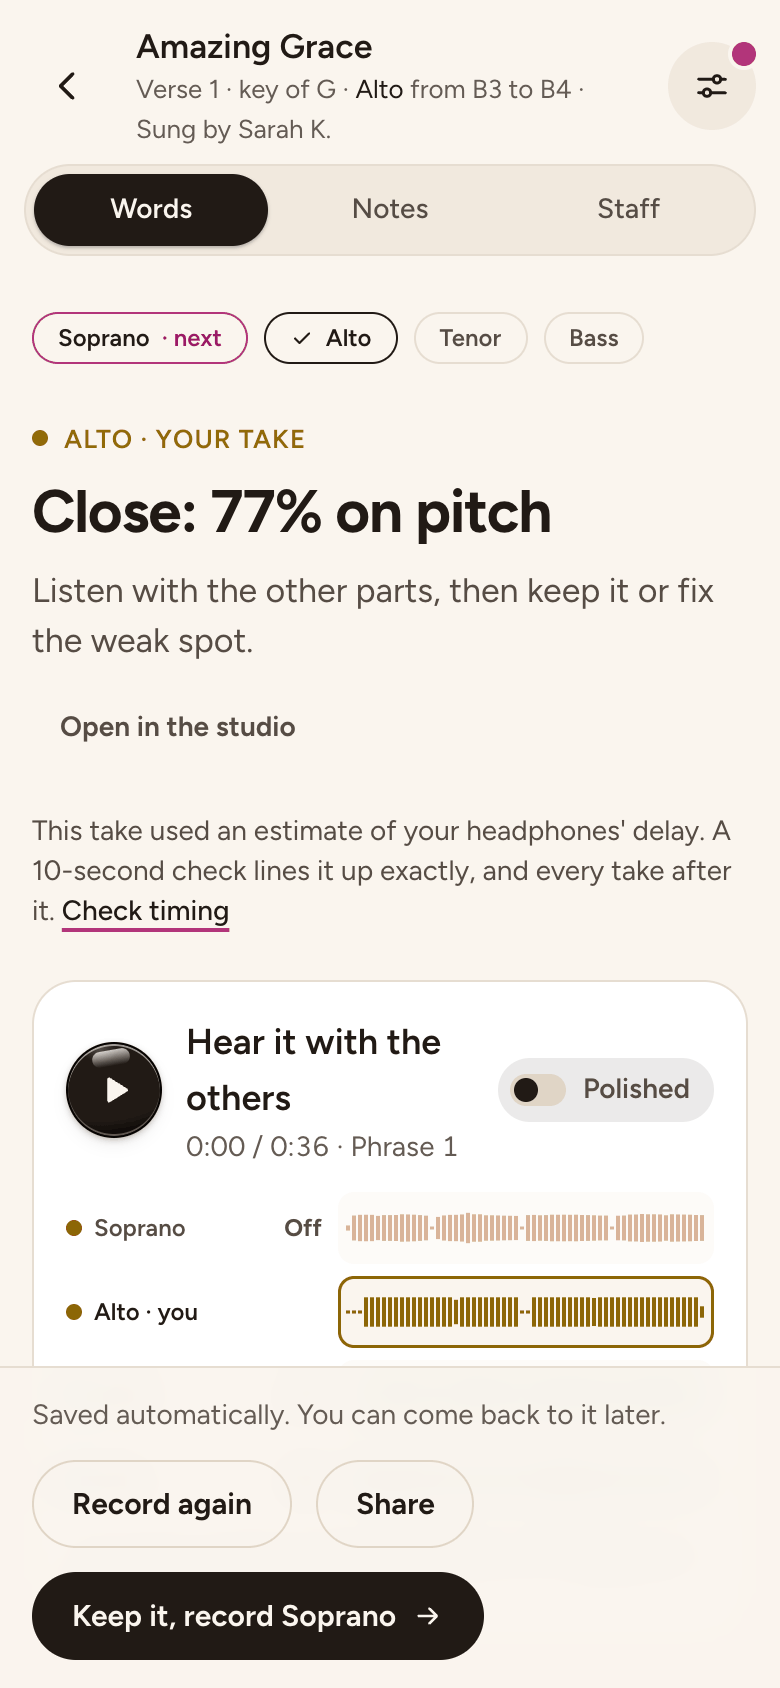 Amazing Grace
Verse 1 · key of G · Alto from B3 to B4 ·
Sung by Sarah K.
Words
Notes
Staff
Soprano · next
Alto
Tenor
Bass
ALTO · YOUR TAKE
Close: 77% on pitch
Listen with the other parts, then keep it or fix
the weak spot.
Open in the studio
This take used an estimate of your headphones' delay. A
10-second check lines it up exactly, and every take after
it. Check timing
Hear it with the
others
0:00 / 0:36 · Phrase 1
Polished
Soprano
Off
Alto · you
Saved automatically. You can come back to it later.
Record again
Share
Keep it, record Soprano →